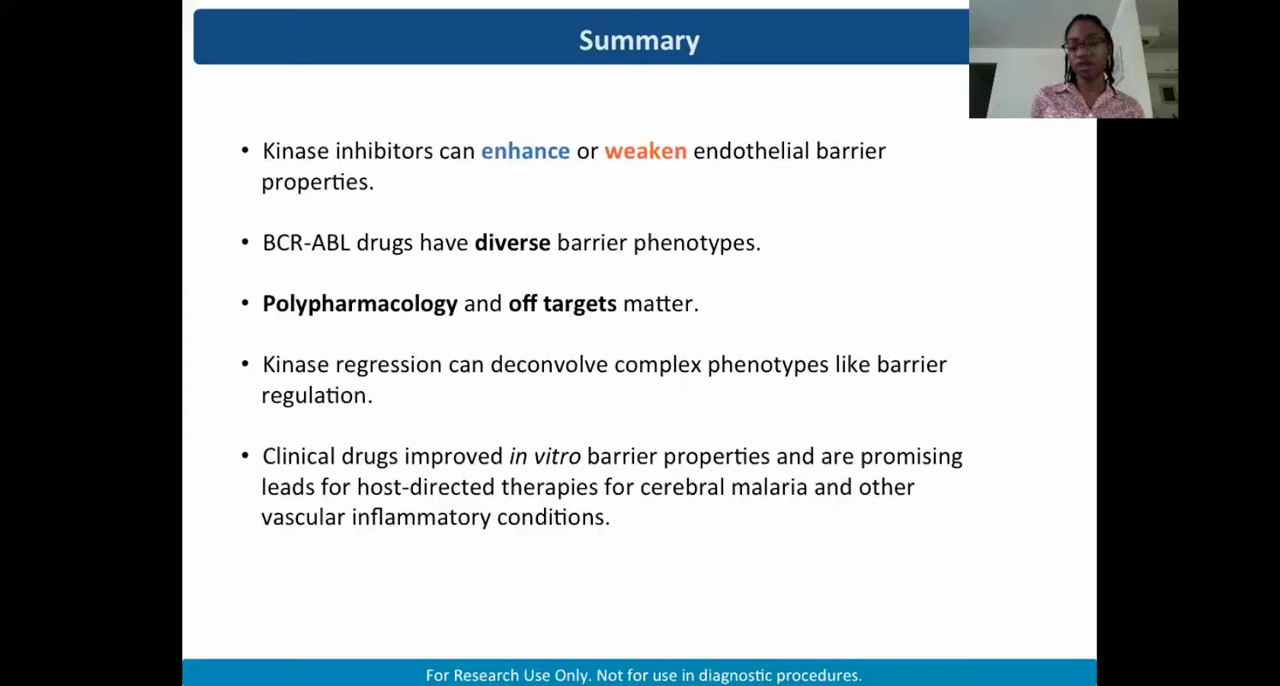 Summary
• Kinase inhibitors can enhance or weaken endothelial barrier
properties.
• BCR-ABL drugs have diverse barrier phenotypes.
• Polypharmacology and off targets matter.
• Kinase regression can deconvolve complex phenotypes like barrier
regulation.
• Clinical drugs improved in vitro barrier properties and are promising
leads for host-directed therapies for cerebral malaria and other
vascular inflammatory conditions.
For Research Use Only. Not for use in diagnostic procedures.